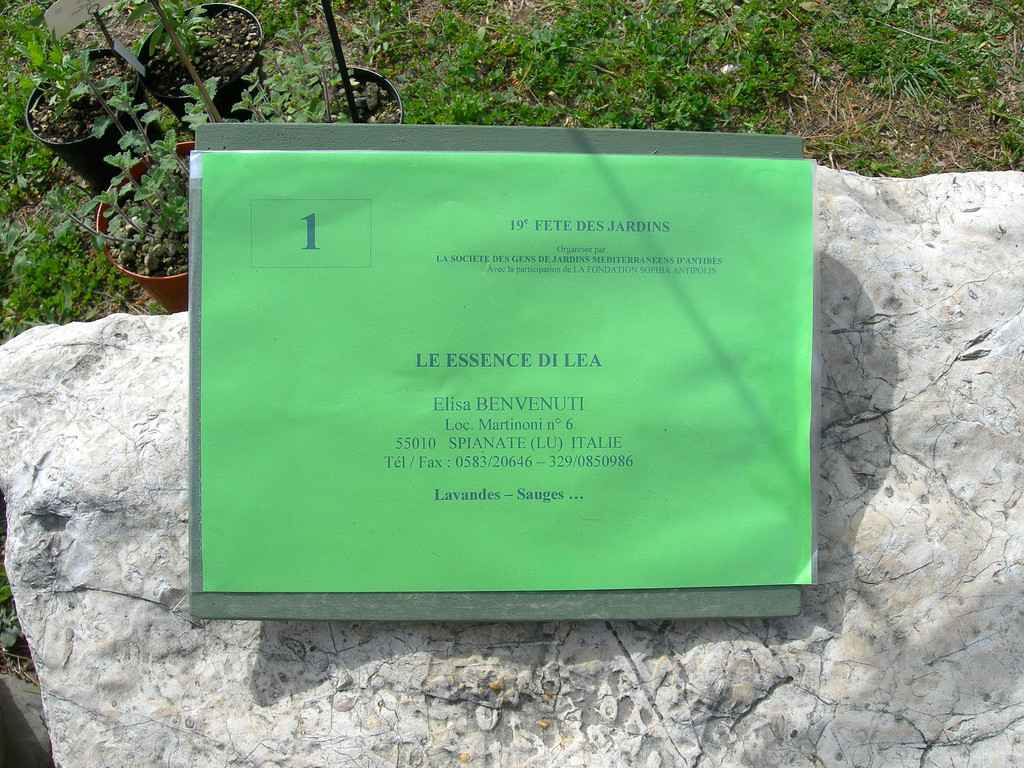 1
19e FETE DES JARDINS
Organisée par
LA SOCIETE DES GENS DE JARDINS MEDITERRANEENS D'ANTIBES
Avec la participation de LA FONDATION SOPHIA ANTIPOLIS
LE ESSENCE DI LEA
Elisa BENVENUTI
Loc. Martinoni n° 6
55010 SPIANATE (LU) ITALIE
Tél / Fax : 0583/20646 – 329/0850986
Lavandes – Sauges …